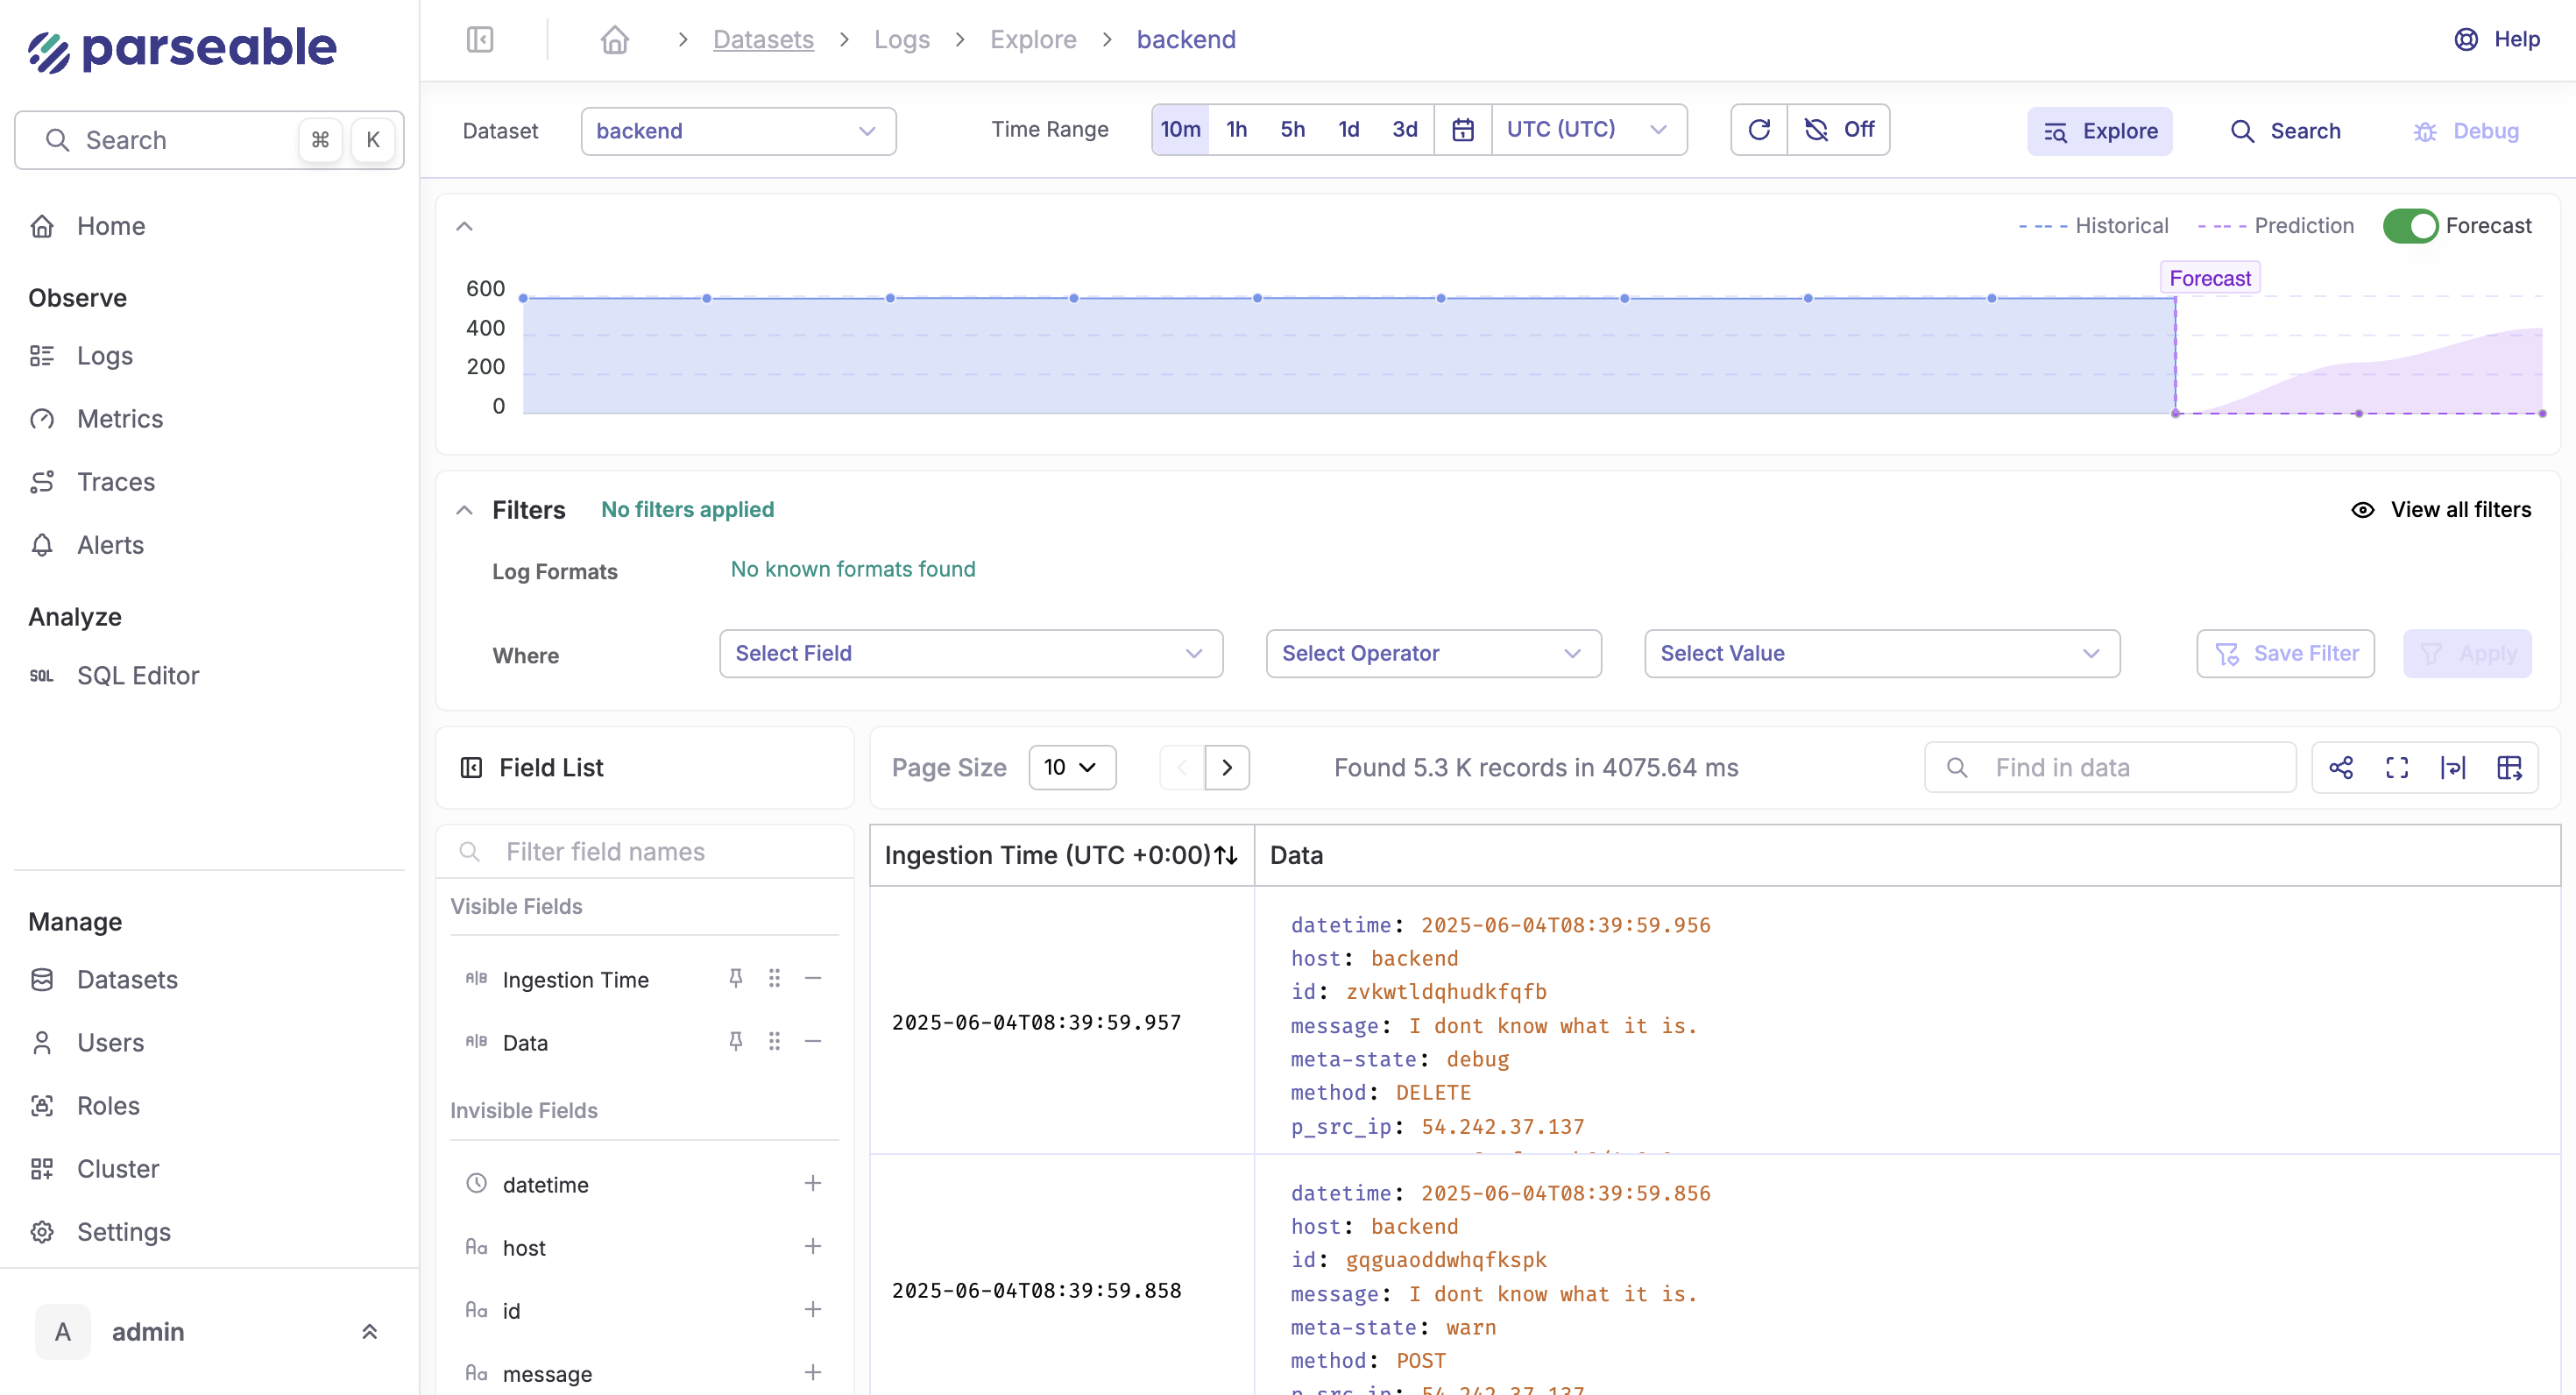 parseable
Search ⌘ K
Home
Observe
Logs
Metrics
Traces
Alerts
Analyze
SQL SQL Editor
Manage
Datasets
Users
Roles
Cluster
Settings
A admin
Datasets Logs Explore backend
Help
Dataset backend Time Range 10m 1h 5h 1d 3d UTC (UTC) Off Explore Search Debug
Historical Prediction Forecast
Forecast
600
400
200
0
Filters No filters applied View all filters
Log Formats No known formats found
Where Select Field Select Operator Select Value Save Filter Apply
Field List
Filter field names
Visible Fields
A|B Ingestion Time
A|B Data
Invisible Fields
datetime
Aa host
Aa id
Aa message
Page Size 10 Found 5.3 K records in 4075.64 ms Find in data
Ingestion Time (UTC +0:00) Data
2025-06-04T08:39:59.957
datetime: 2025-06-04T08:39:59.956
host: backend
id: zvkwtldqhudkfqfb
message: I dont know what it is.
meta-state: debug
method: DELETE
p_src_ip: 54.242.37.137
2025-06-04T08:39:59.858
datetime: 2025-06-04T08:39:59.856
host: backend
id: gqguaoddwhqfkspk
message: I dont know what it is.
meta-state: warn
method: POST
p_src_ip: 54.242.37.137